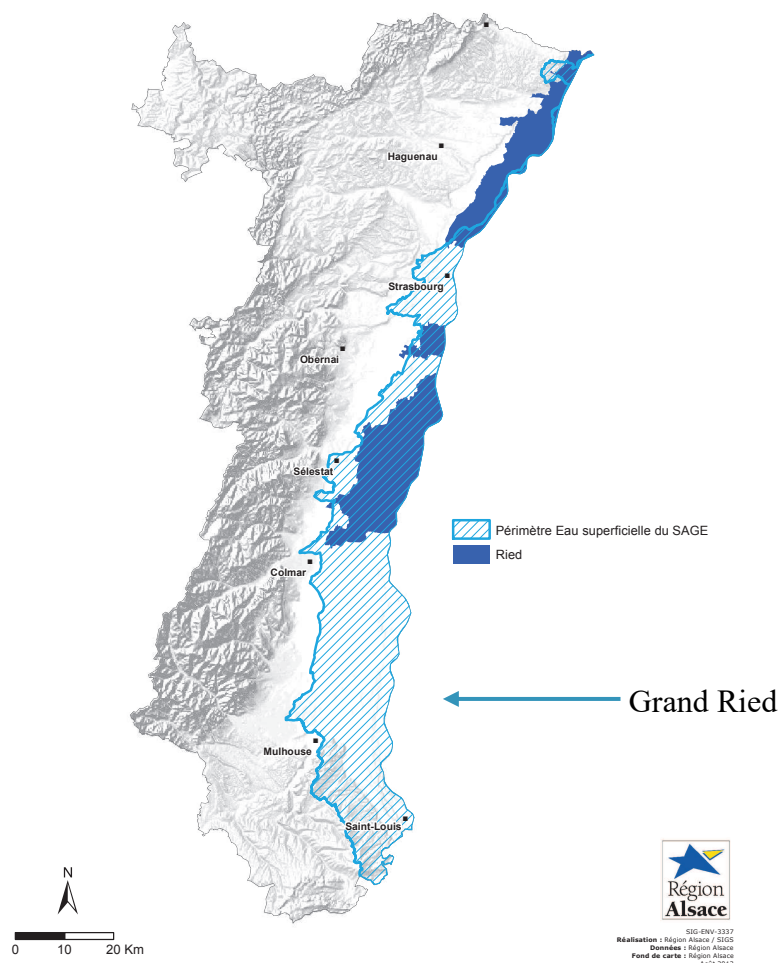 Haguenau
Strasbourg
Obernai
Sélestat
Périmètre Eau superficielle du SAGE
Ried
Colmar
Grand Ried
Mulhouse
Saint-Louis
N
0 10 20 Km
Région
Alsace
SIG-ENV-3337
Réalisation : Région Alsace / SIGS
Données : Région Alsace
Fond de carte : Région Alsace